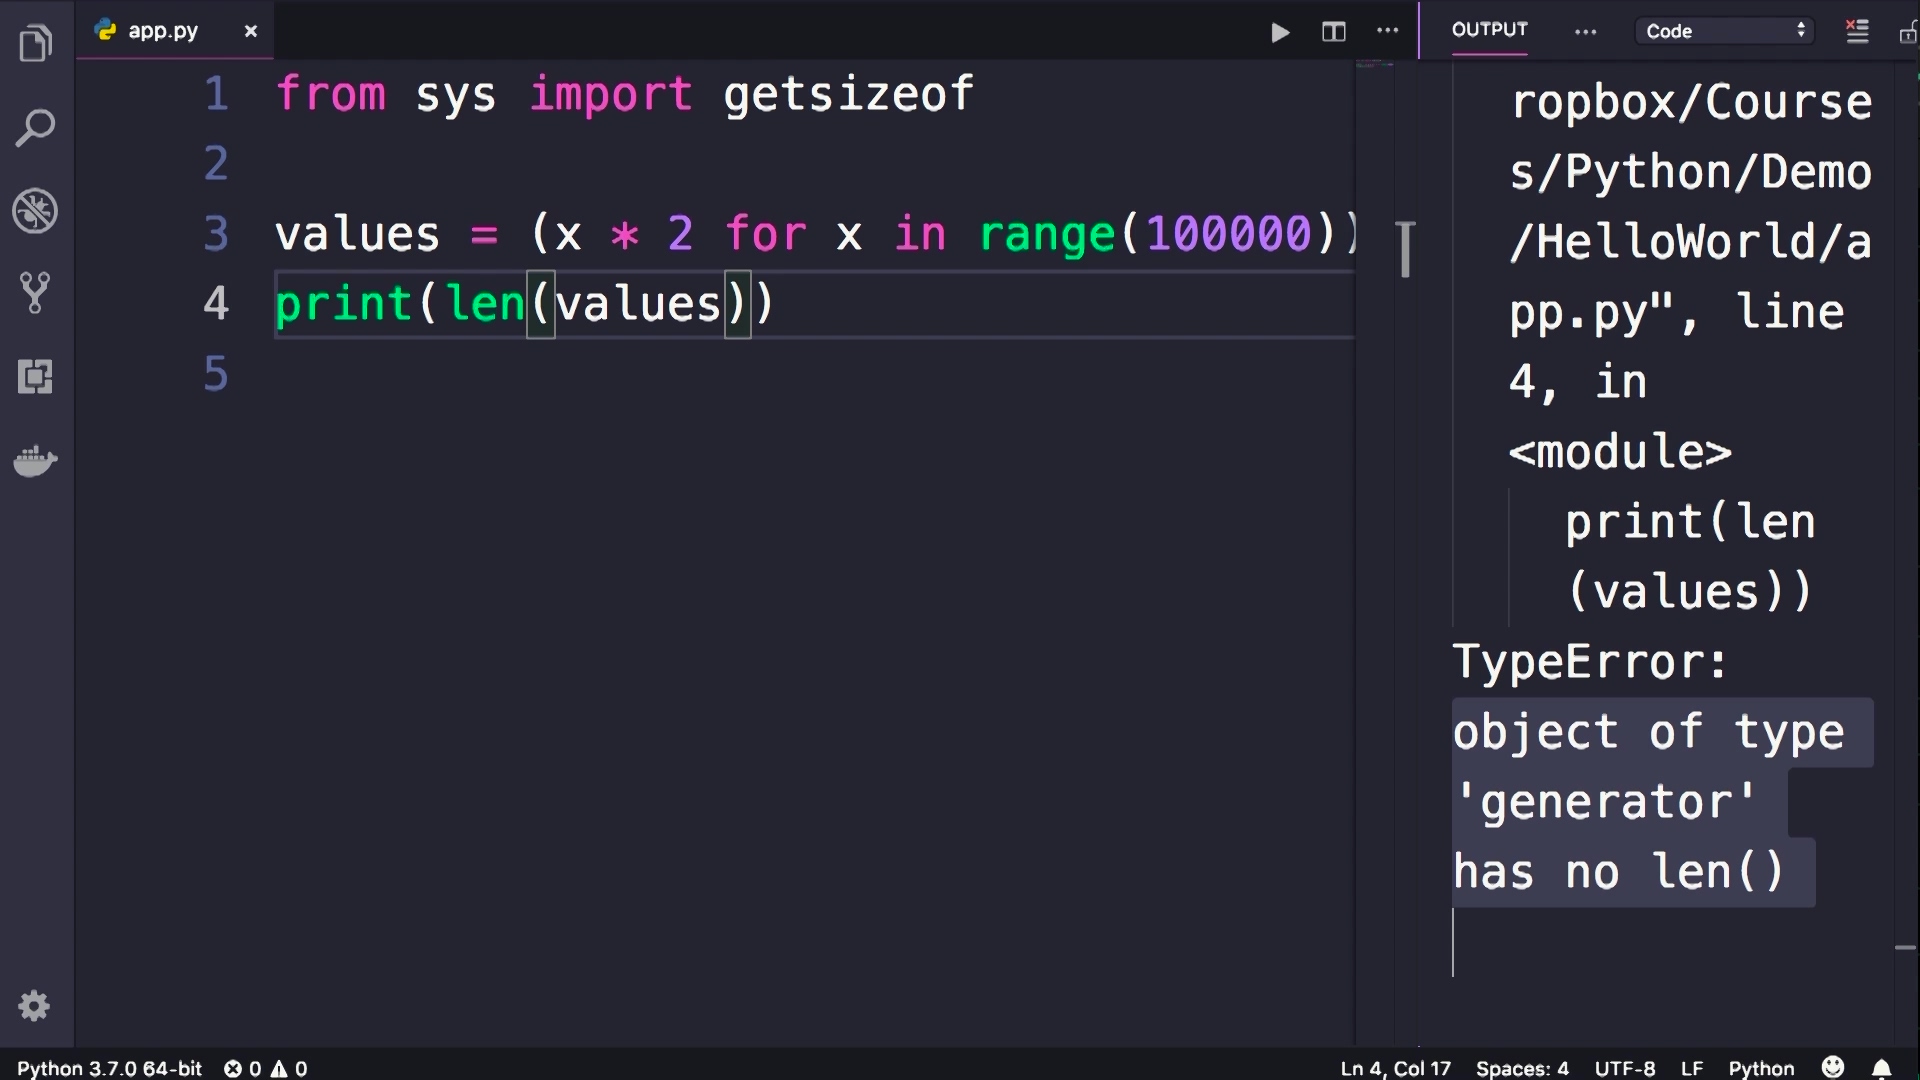 app.py ×
OUTPUT ...
Code
1 from sys import getsizeof
2
3 values = (x * 2 for x in range(100000))
4 print(len(values))
5
ropbox/Course
s/Python/Demo
/HelloWorld/a
pp.py", line
4, in
<module>
print(len
(values))
TypeError:
object of type
'generator'
has no len()
Python 3.7.0 64-bit 0 0
Ln 4, Col 17 Spaces: 4 UTF-8 LF Python